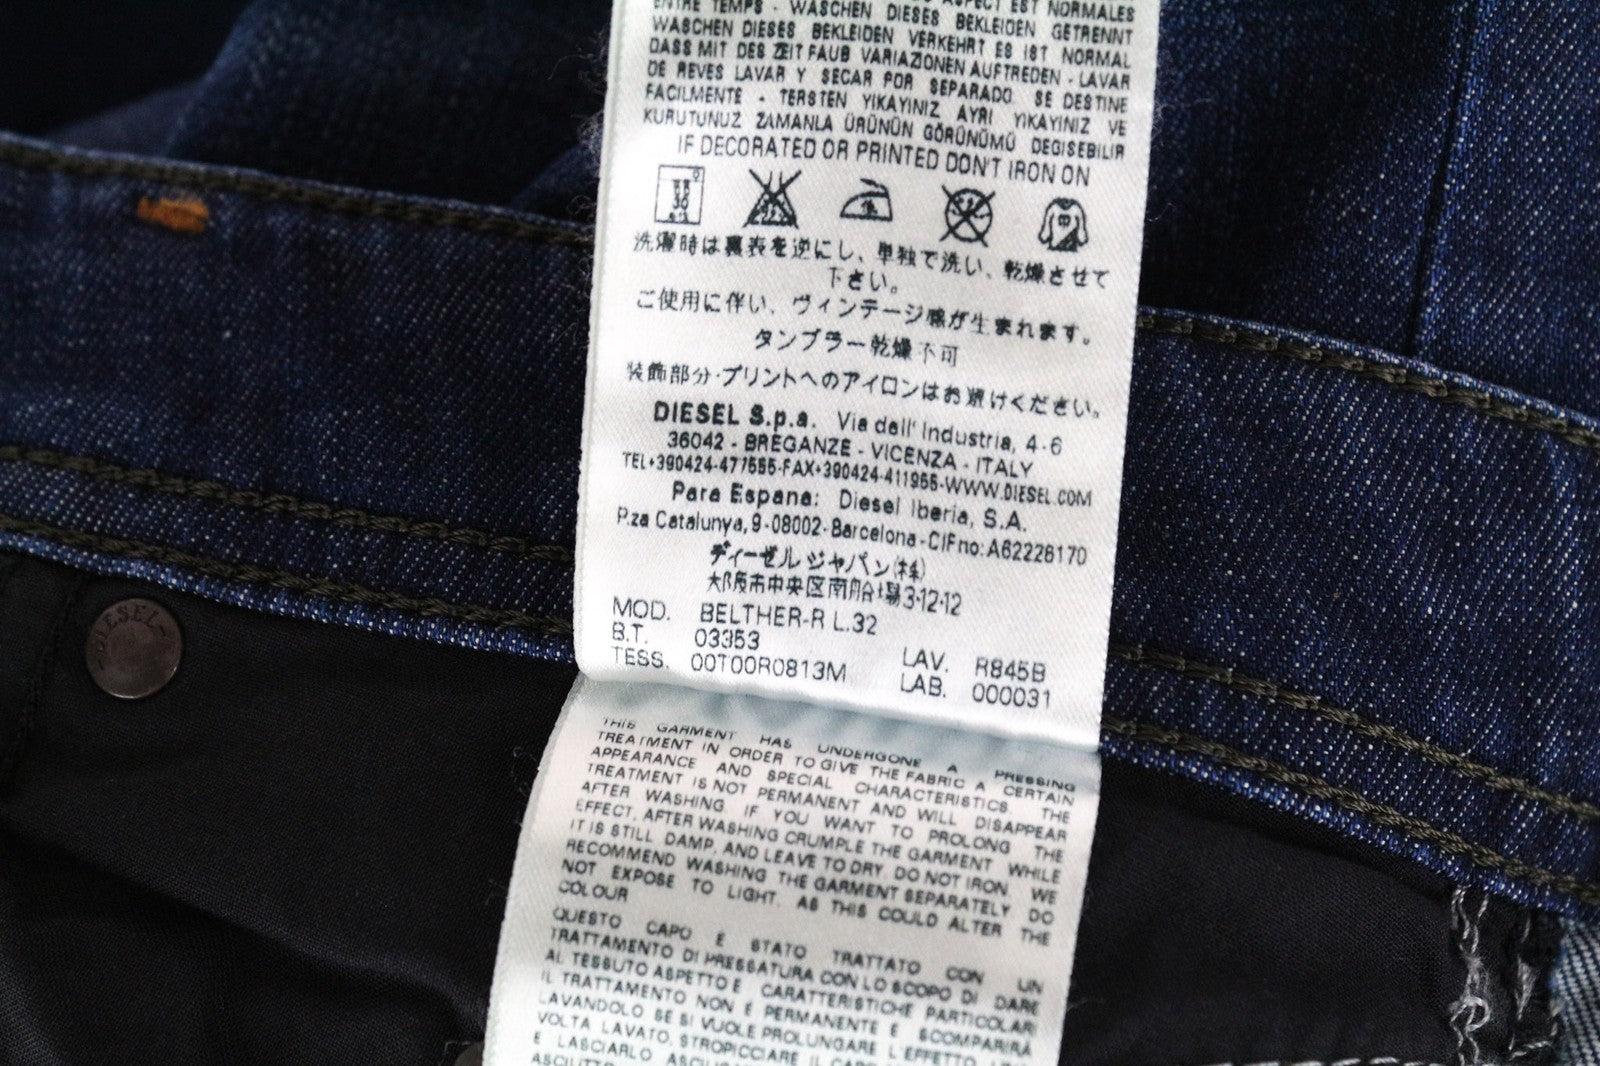 ASPECT EST NORMALES
ENTRE TEMPS - WASCHEN DIESES BEKLEIDEN GETRENNT
WASCHEN DIESES BEKLEIDEN VERKEHRT ES IST NORMAL
DASS MIT DES ZEIT FAUB VARIAZIONEN AUFTREDEN - LAVAR
DE REVES LAVAR Y SECAR POR SEPARADO. SE DESTINE
FACILMENTE - TERSTEN YIKAYINIZ AYRI YIKAYINIZ VE
KURUTUNUZ ZAMANLA ÜRÜNÜN GÖRÜNÜMÜ DEGISEBILIR
IF DECORATED OR PRINTED DON'T IRON ON
洗濯時は裏表を逆にし、単独で洗い、乾燥させて
下さい。
ご使用に伴い、ヴィンテージ感が生まれます。
タンブラー乾燥不可
装飾部分・プリントへのアイロンはお避けください。
DIESEL S.p.a. Via dell' Industria, 4-6
36042 - BREGANZE - VICENZA - ITALY
TEL+390424-477555-FAX+390424-411955-WWW.DIESEL.COM
Para Espana: Diesel Iberia, S.A.
P.za Catalunya, 9-08002-Barcelona-CIFno:A62226170
ディーゼルジャパン(株)
大阪市中央区南船場3-12-12
MOD. BELTHER-R L.32
B.T. 03353
TESS. 00T00R0813M
LAV. R845B
LAB. 000031
DIESEL
THIS GARMENT HAS UNDERGONE A PRESSING
TREATMENT IN ORDER TO GIVE THE FABRIC A CERTAIN
APPEARANCE AND SPECIAL CHARACTERISTICS. THE
TREATMENT IS NOT PERMANENT AND WILL DISAPPEAR
AFTER WASHING. IF YOU WANT TO PROLONG THE
EFFECT, AFTER WASHING CRUMPLE THE GARMENT WHILE
IT IS STILL DAMP, AND LEAVE TO DRY. DO NOT IRON. WE
RECOMMEND WASHING THE GARMENT SEPARATELY. DO
NOT EXPOSE TO LIGHT, AS THIS COULD ALTER THE
COLOUR
QUESTO CAPO È STATO TRATTATO CON UN
TRATTAMENTO DI PRESSATURA CON LO SCOPO DI DARE
AL TESSUTO ASPETTO E CARATTERISTICHE PARTICOLARI
IL TRATTAMENTO NON È PERMANENTE E SCOMPARIRÀ
LAVANDOLO SE SI VUOLE PROLUNGARE L'EFFETTO, UNA
VOLTA LAVATO, STROPICCIARE IL CAPO
E LASCIARLO